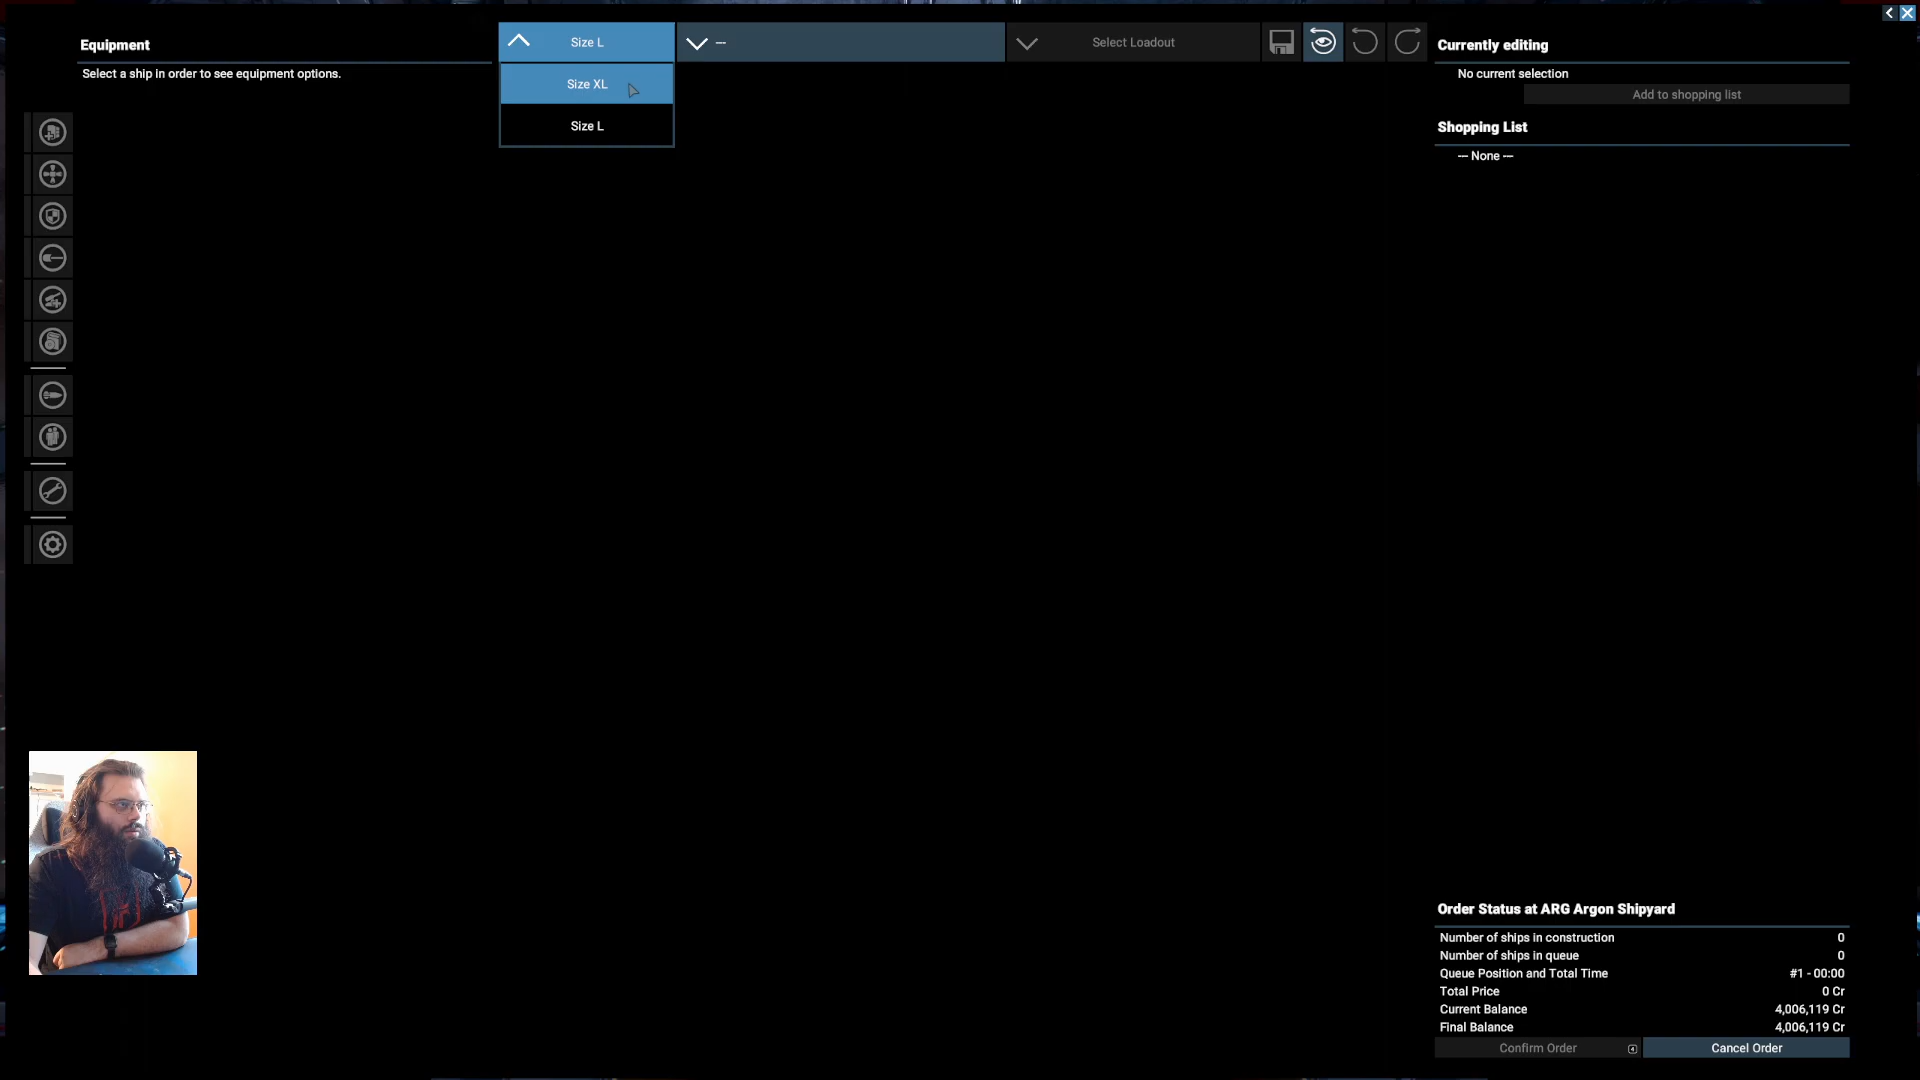 Equipment
Select a ship in order to see equipment options.
Size L
Size XL
Size L
---
Select Loadout
Currently editing
No current selection
Add to shopping list
Shopping List
--- None ---
Order Status at ARG Argon Shipyard
Number of ships in construction 0
Number of ships in queue 0
Queue Position and Total Time #1 - 00:00
Total Price 0 Cr
Current Balance 4,006,119 Cr
Final Balance 4,006,119 Cr
Confirm Order
Cancel Order